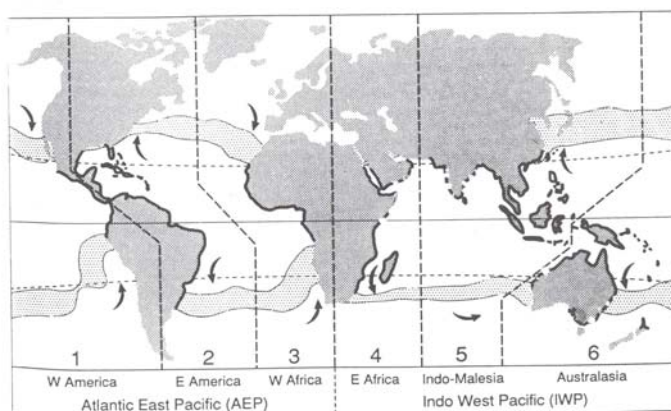 1 2 3 4 5 6
W America E America W Africa E Africa Indo-Malesia Australasia
Atlantic East Pacific (AEP) Indo West Pacific (IWP)